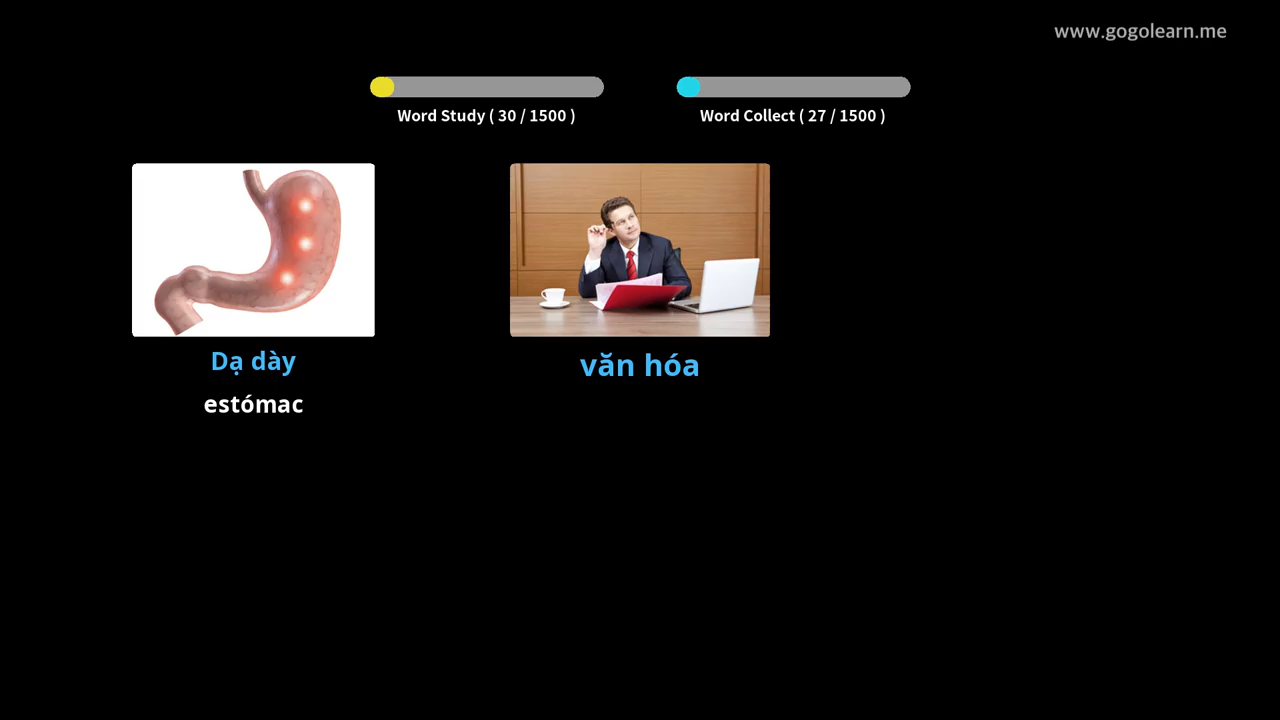 www.gogolearn.me
Word Study ( 30 / 1500 )
Word Collect ( 27 / 1500 )
Dạ dày
estómac
văn hóa